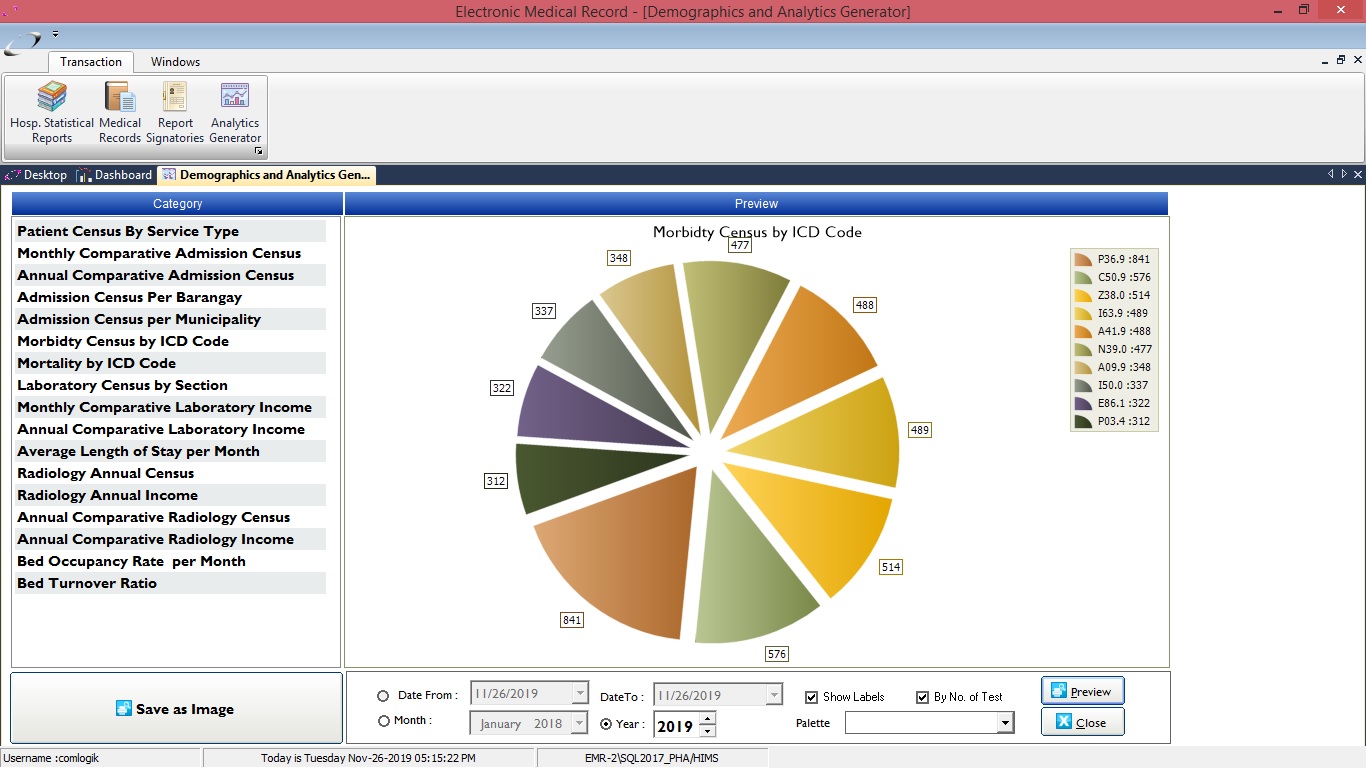 Electronic Medical Record - [Demographics and Analytics Generator]
Transaction Windows
Hosp. Statistical Reports
Medical Records
Report Signatories
Analytics Generator
Desktop Dashboard Demographics and Analytics Gen...
Category
Preview
Patient Census By Service Type
Monthly Comparative Admission Census
Annual Comparative Admission Census
Admission Census Per Barangay
Admission Census per Municipality
Morbidty Census by ICD Code
Mortality by ICD Code
Laboratory Census by Section
Monthly Comparative Laboratory Income
Annual Comparative Laboratory Income
Average Length of Stay per Month
Radiology Annual Census
Radiology Annual Income
Annual Comparative Radiology Census
Annual Comparative Radiology Income
Bed Occupancy Rate per Month
Bed Turnover Ratio
Morbidty Census by ICD Code
477
348
488
337
322
489
312
514
841
576
P36.9 :841
C50.9 :576
Z38.0 :514
I63.9 :489
A41.9 :488
N39.0 :477
A09.9 :348
I50.0 :337
E86.1 :322
P03.4 :312
Save as Image
Date From : 11/26/2019 DateTo : 11/26/2019 Show Labels By No. of Test Preview
Month : January 2018 Year : 2019 Palette Close
Username :comlogik Today is Tuesday Nov-26-2019 05:15:22 PM EMR-2\SQL2017_PHA/HIMS